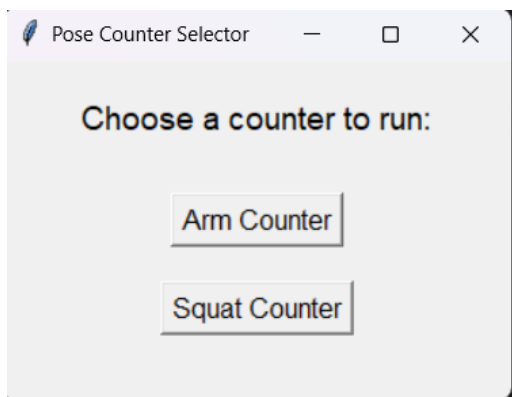 Pose Counter Selector
Choose a counter to run:
Arm Counter
Squat Counter